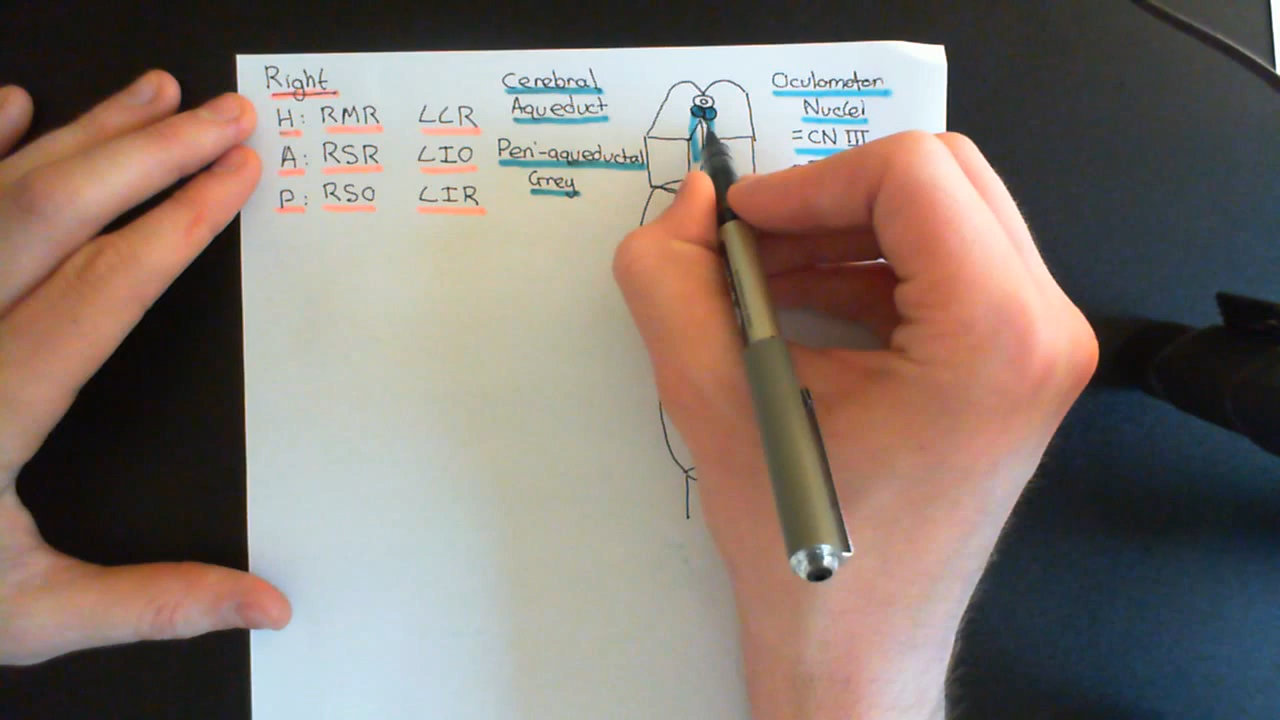 Right
H: RMR LLR
A: RSR LIO
P: RSO LIR
Cerebral
Aqueduct
Peri-aqueductal
Grey
Oculomotor
Nuclei
= CN III